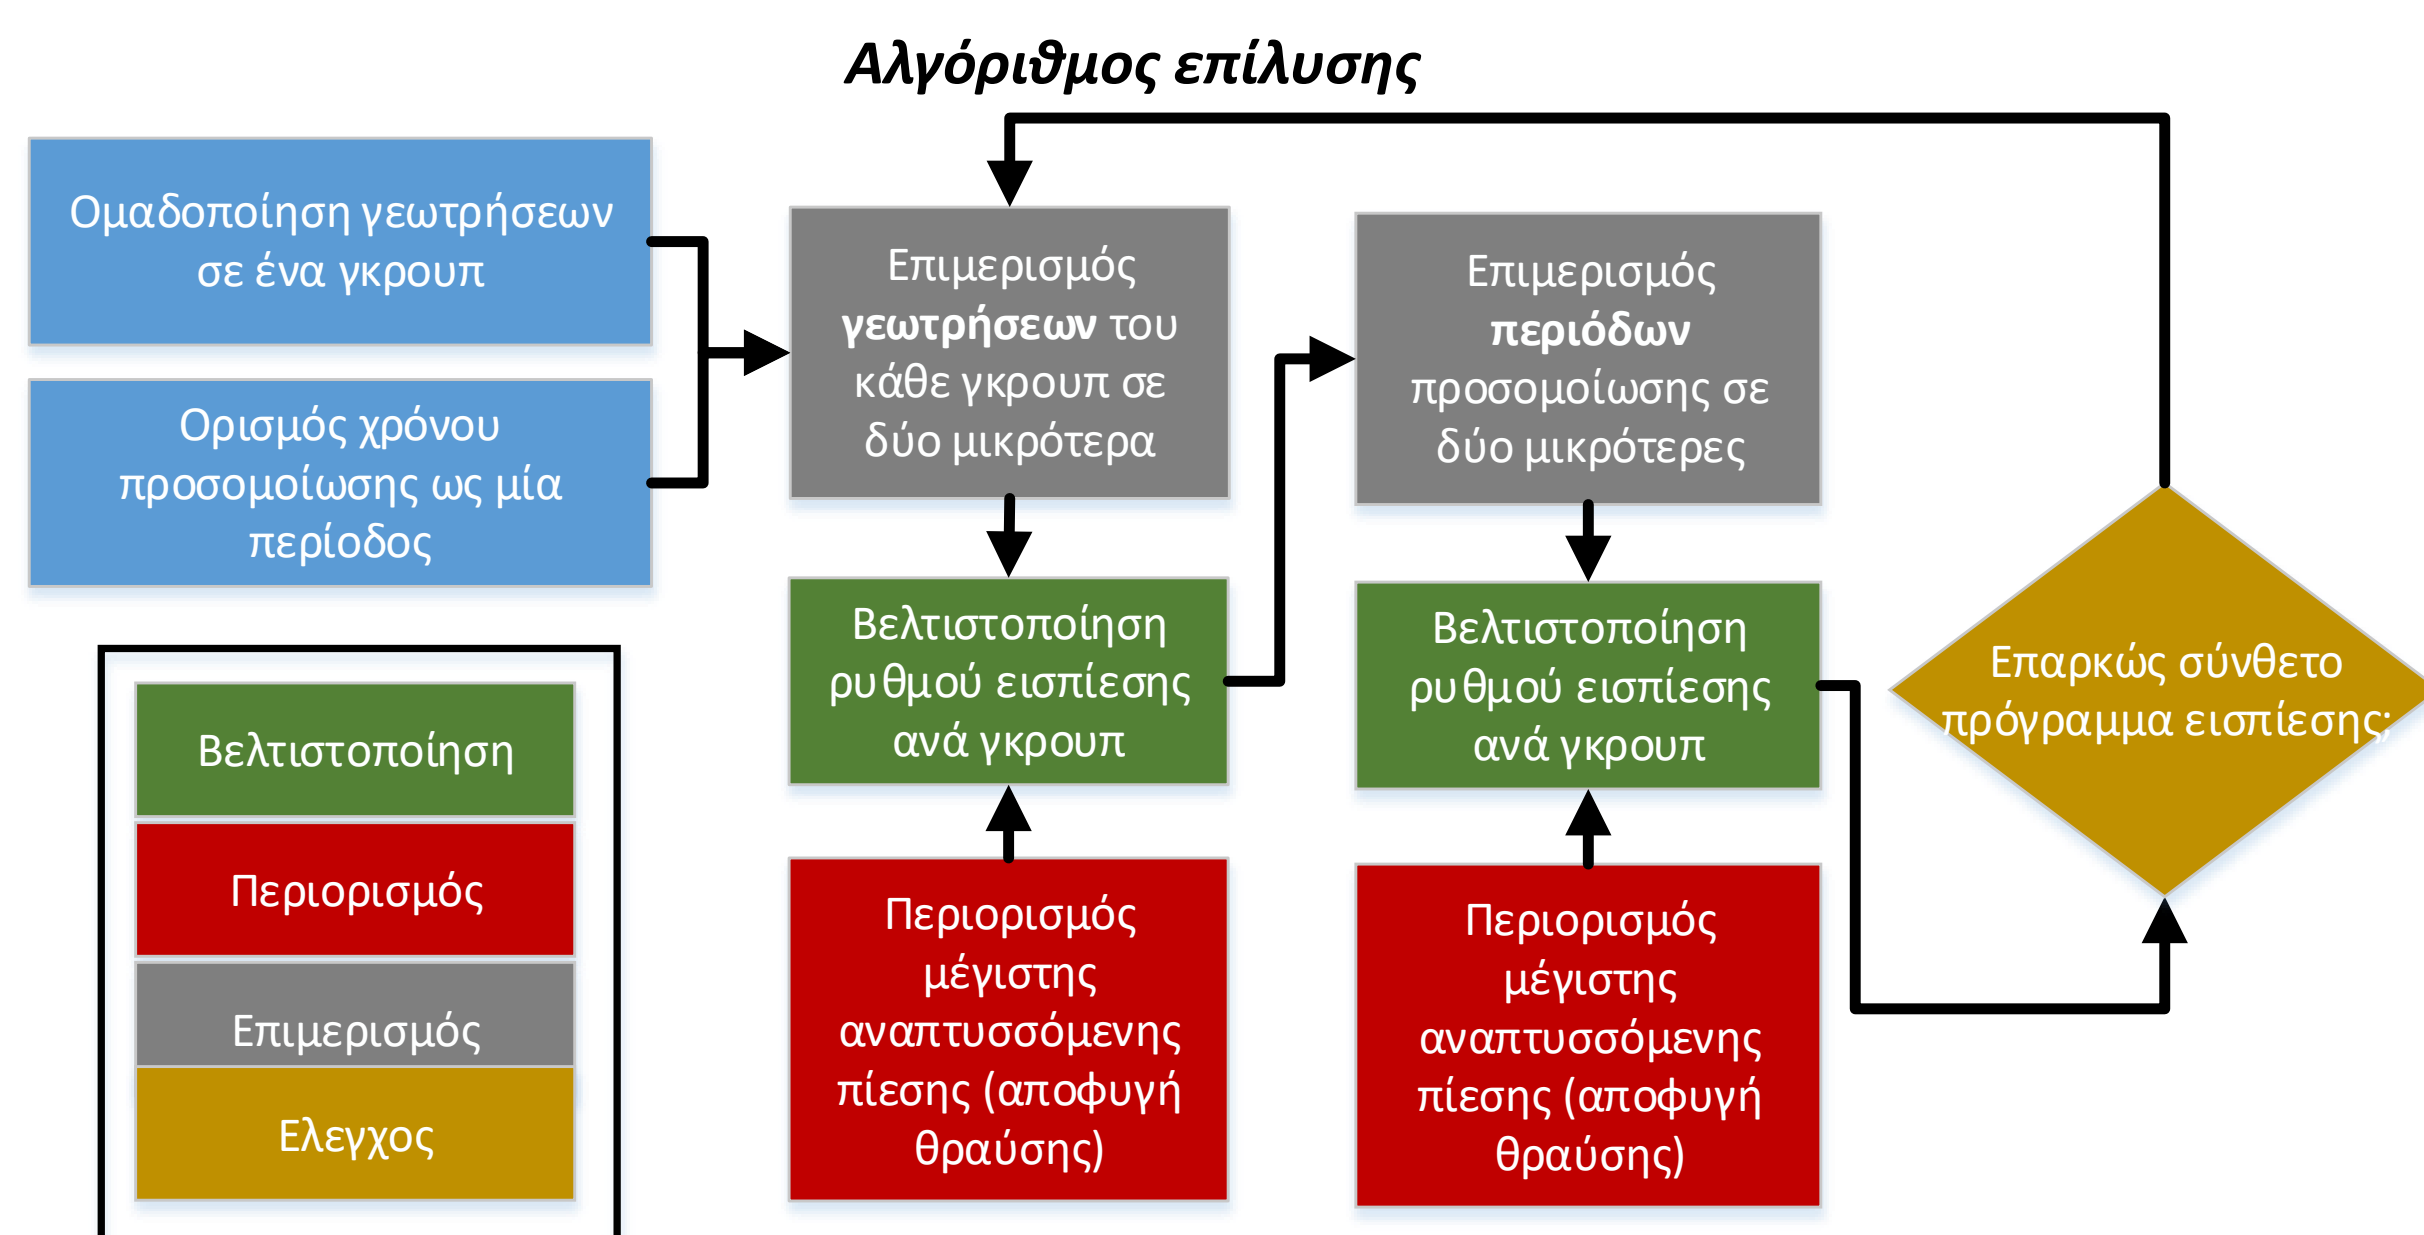 Αλγόριθμος επίλυσης
Ομαδοποίηση γεωτρήσεων
σε ένα γκρουπ
Ορισμός χρόνου
προσομοίωσης ως μία
περίοδος
Επιμερισμός
γεωτρήσεων του
κάθε γκρουπ σε
δύο μικρότερα
Βελτιστοποίηση
ρυθμού εισπίεσης
ανά γκρουπ
Περιορισμός
μέγιστης
αναπτυσσόμενης
πίεσης (αποφυγή
θραύσης)
Επιμερισμός
περιόδων
προσομοίωσης σε
δύο μικρότερες
Βελτιστοποίηση
ρυθμού εισπίεσης
ανά γκρουπ
Περιορισμός
μέγιστης
αναπτυσσόμενης
πίεσης (αποφυγή
θραύσης)
Επαρκώς σύνθετο
πρόγραμμα εισπίεσης;
Βελτιστοποίηση
Περιορισμός
Επιμερισμός
Ελεγχος